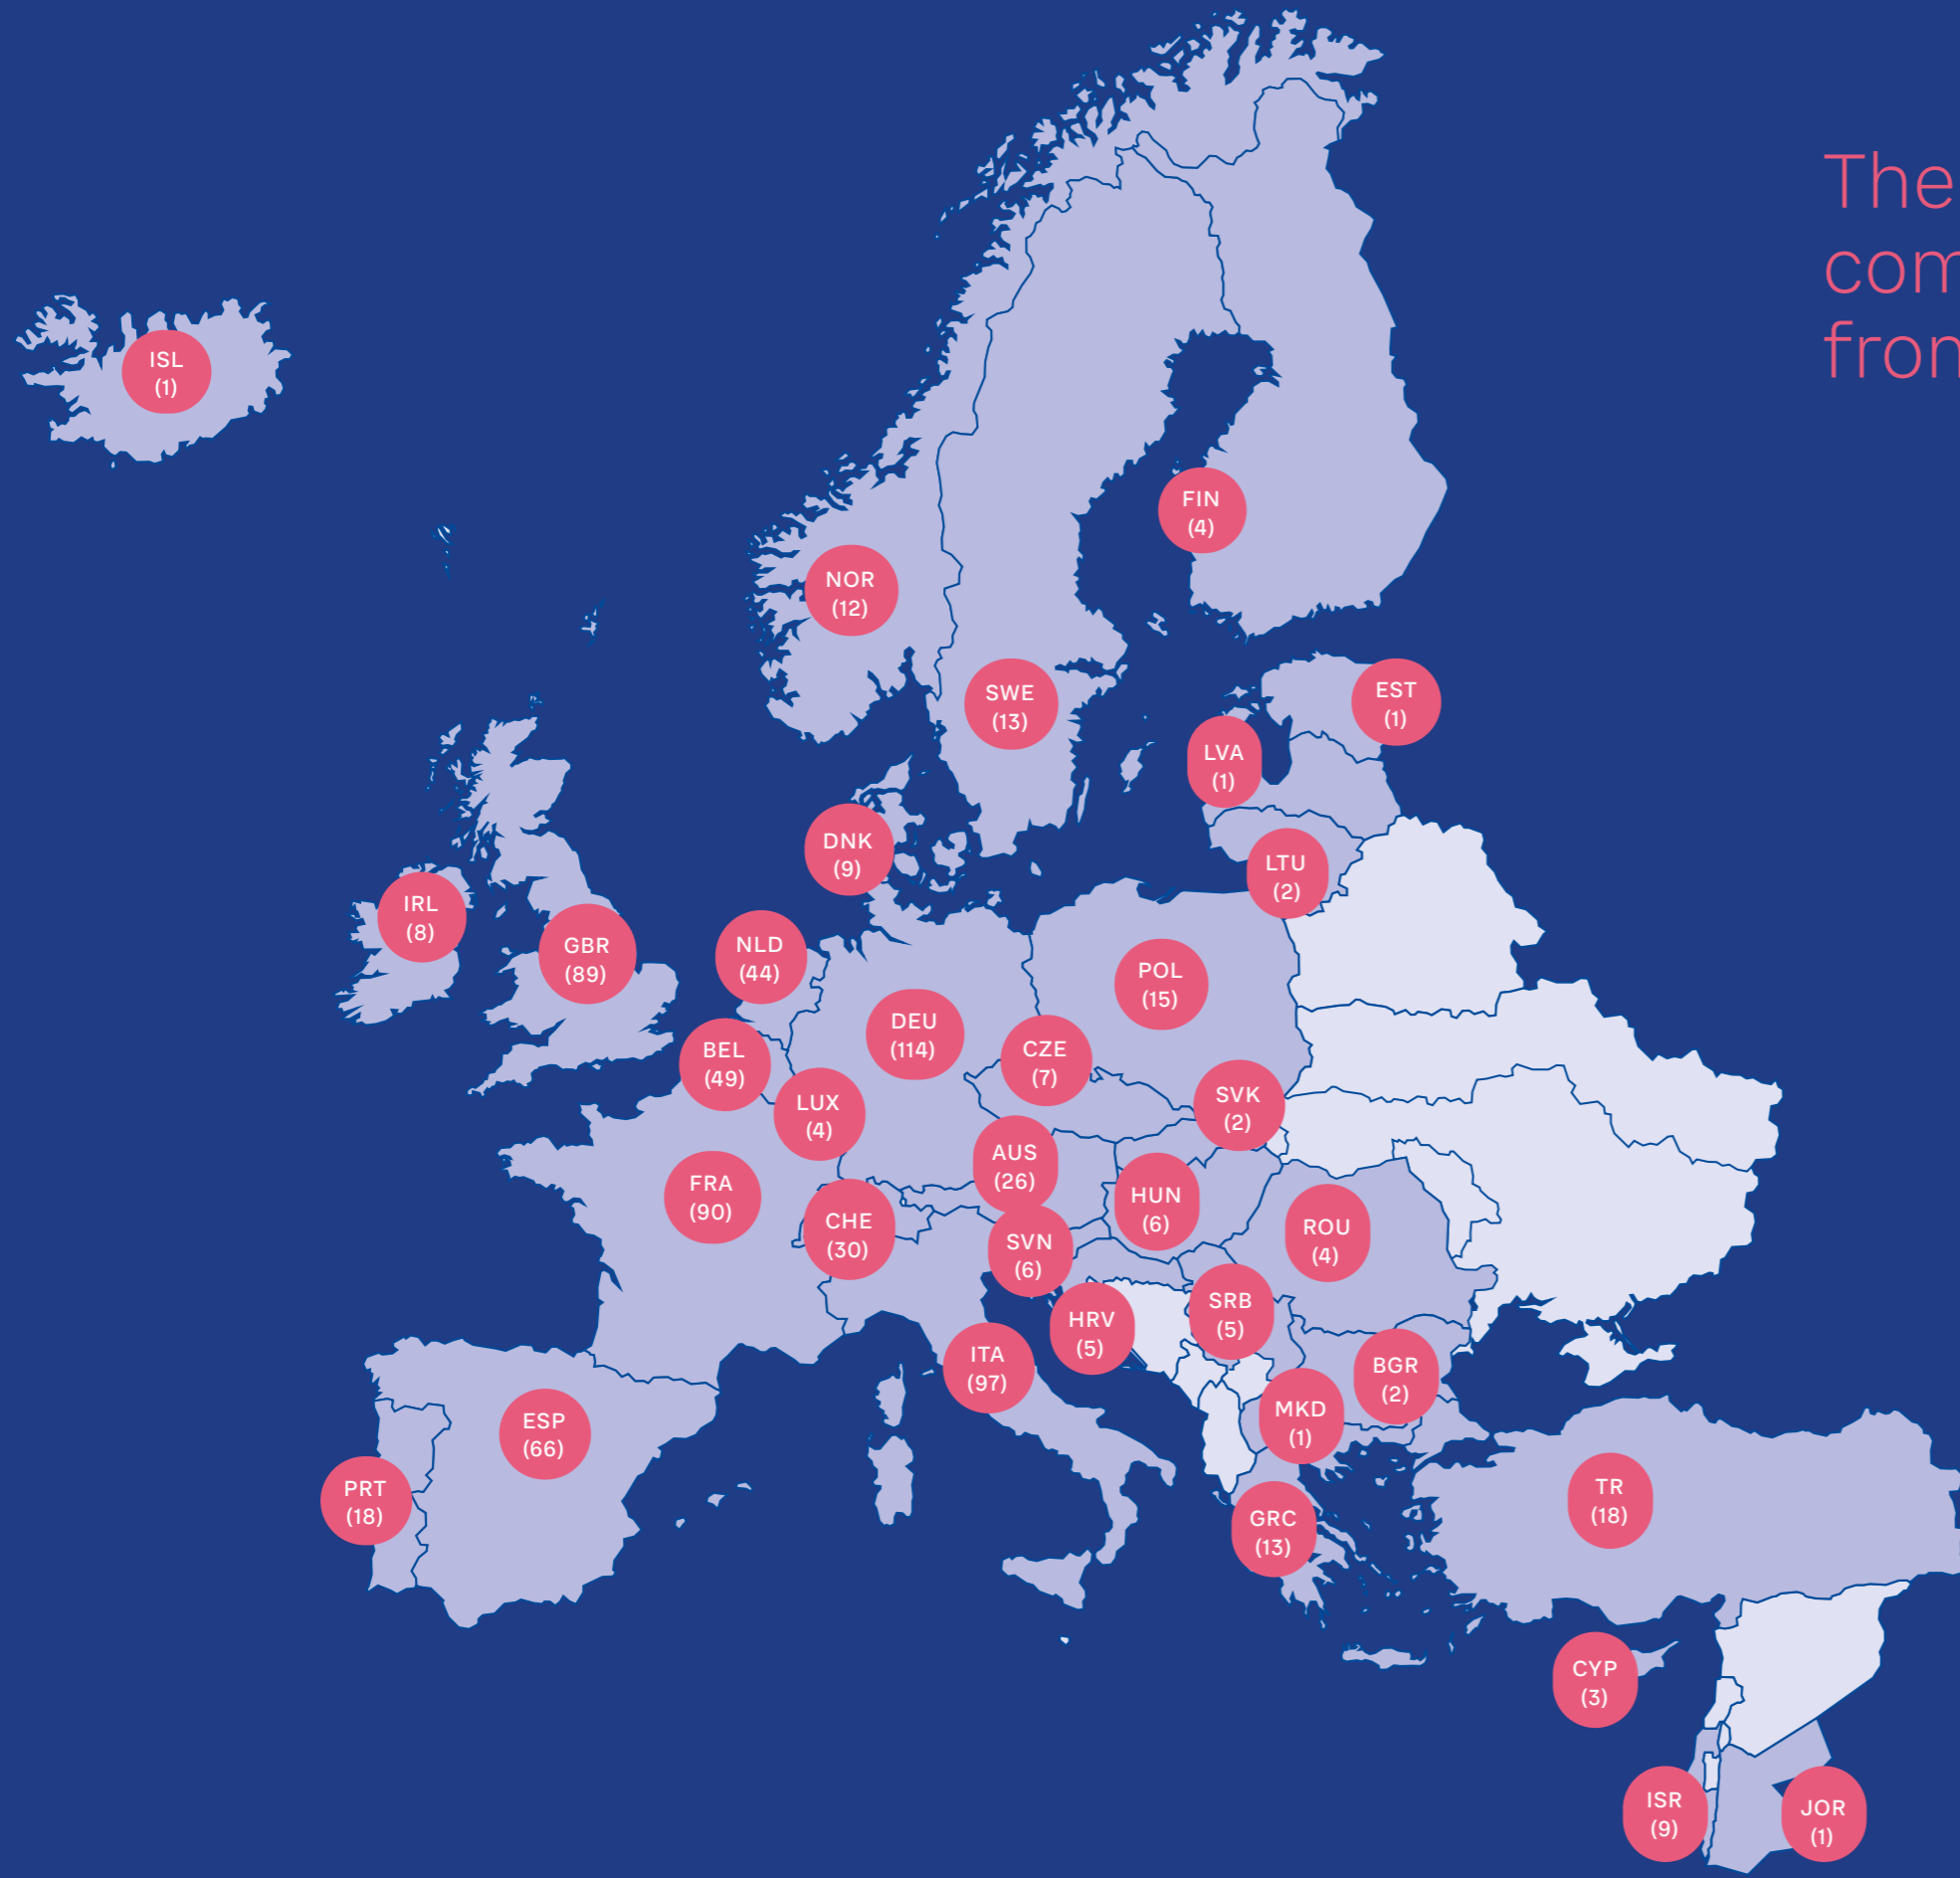 The
ISL
(1)
FIN
(4)
NOR
(12)
SWE
(13)
EST
(1)
LVA
(1)
DNK
(9)
LTU
(2)
IRL
(8)
GBR
(89)
NLD
(44)
POL
(15)
DEU
(114)
BEL
(49)
CZE
(7)
LUX
(4)
SVK
(2)
AUS
(26)
FRA
(90)
HUN
(6)
CHE
(30)
ROU
(4)
SVN
(6)
SRB
(5)
HRV
(5)
ITA
(97)
BGR
(2)
MKD
(1)
ESP
(66)
PRT
(18)
TR
(18)
GRC
(13)
CYP
(3)
ISR
(9)
JOR
(1)